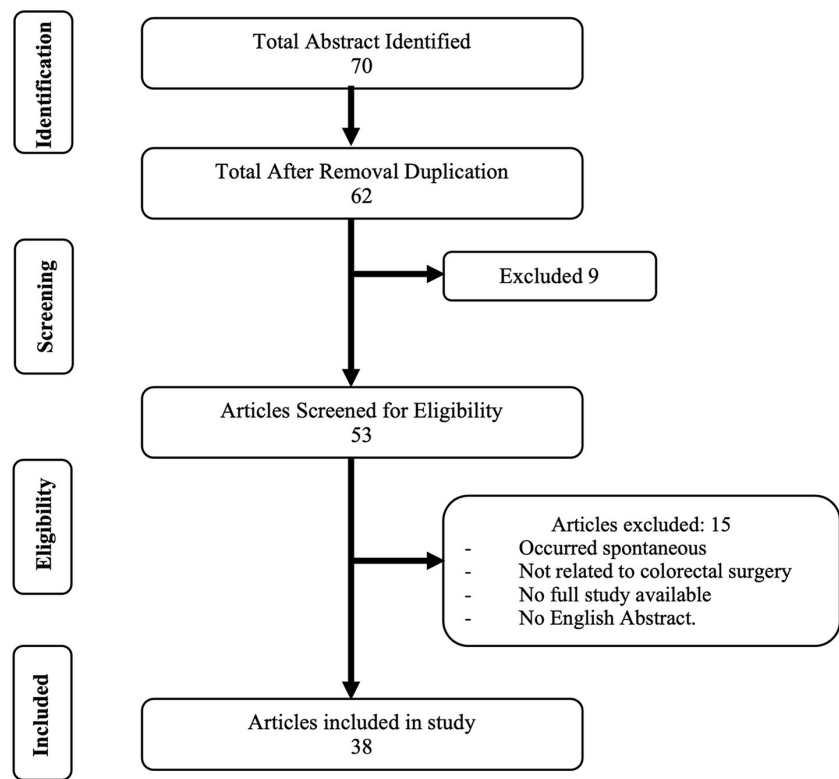 Identification
Total Abstract Identified
70
Total After Removal Duplication
62
Screening
Excluded 9
Articles Screened for Eligibility
53
Eligibility
Articles excluded: 15
- Occurred spontaneous
- Not related to colorectal surgery
- No full study available
- No English Abstract.
Included
Articles included in study
38